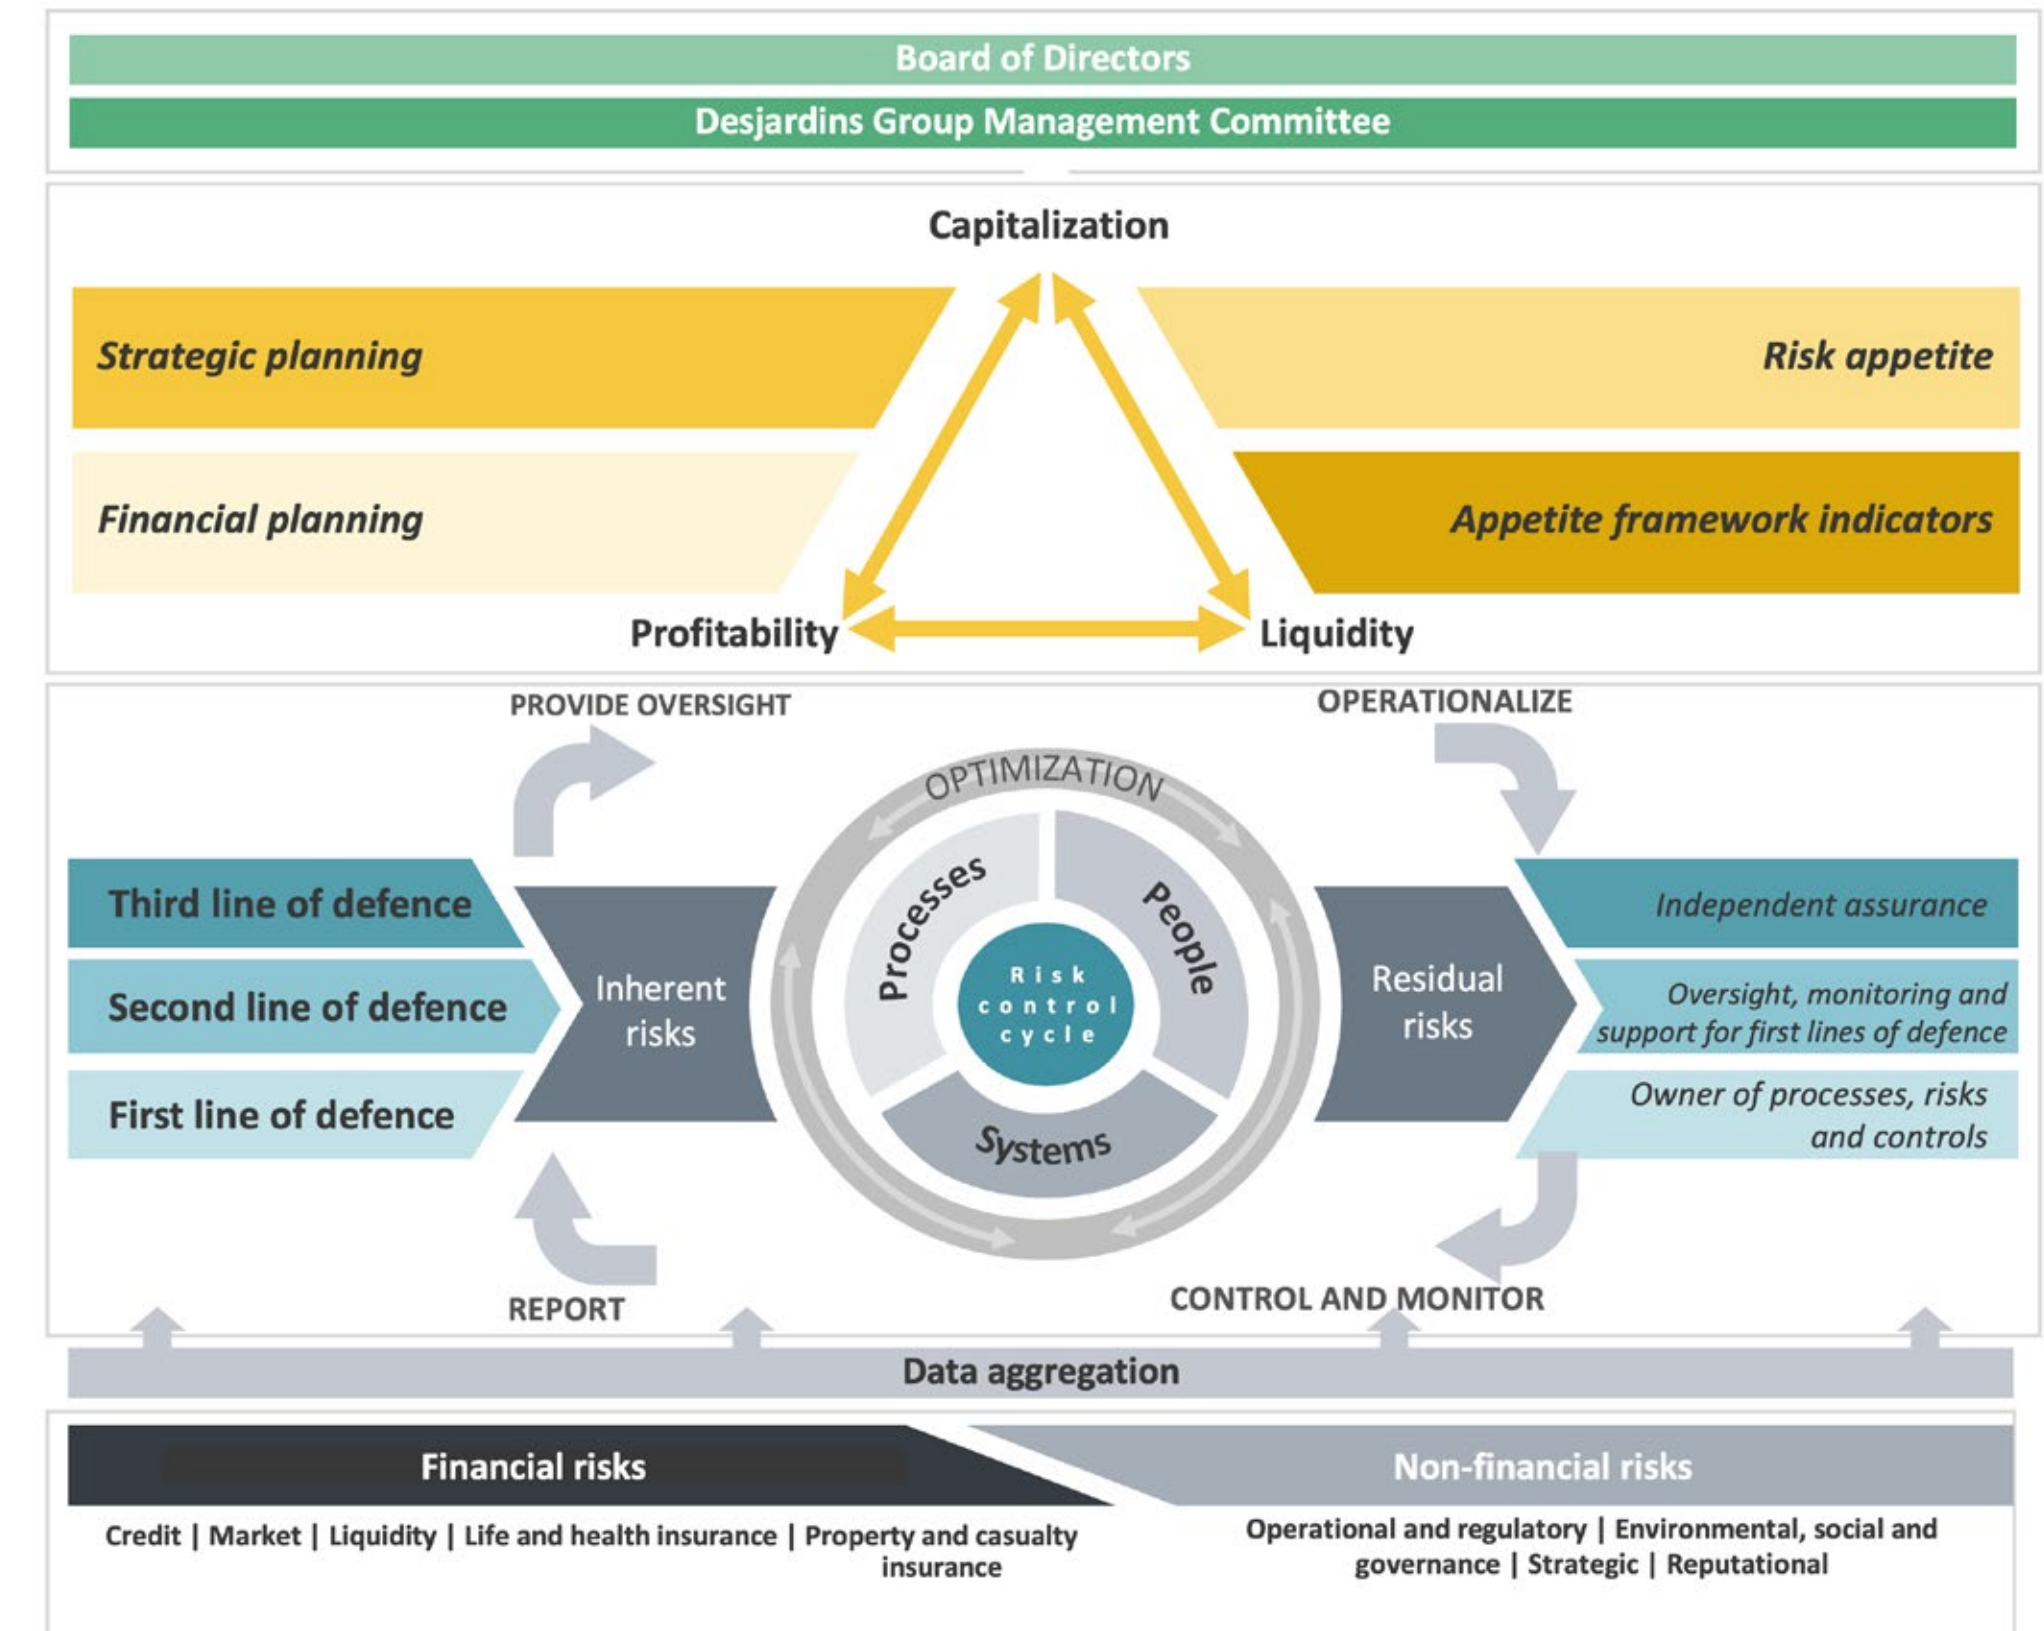 Board of Directors
Desjardins Group Management Committee
Capitalization
Strategic planning
Risk appetite
Financial planning
Appetite framework indicators
Profitability
Liquidity
PROVIDE OVERSIGHT
OPERATIONALIZE
OPTIMIZATION
Third line of defence
Second line of defence
First line of defence
Inherent
risks
Processes
People
Systems
Risk
control
cycle
Residual
risks
Independent assurance
Oversight, monitoring and
support for first lines of defence
Owner of processes, risks
and controls
REPORT
CONTROL AND MONITOR
Data aggregation
Financial risks
Non-financial risks
Credit | Market | Liquidity | Life and health insurance | Property and casualty
insurance
Operational and regulatory | Environmental, social and
governance | Strategic | Reputational